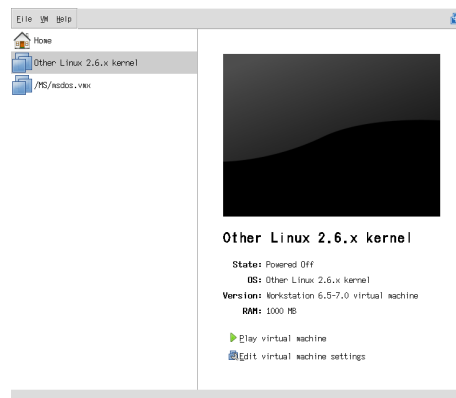 File VM Help
Home
Other Linux 2.6.x kernel
/MS/msdos.vmx
Other Linux 2.6.x kernel
State: Powered Off
OS: Other Linux 2.6.x kernel
Version: Workstation 6.5-7.0 virtual machine
RAM: 1000 MB
Play virtual machine
Edit virtual machine settings